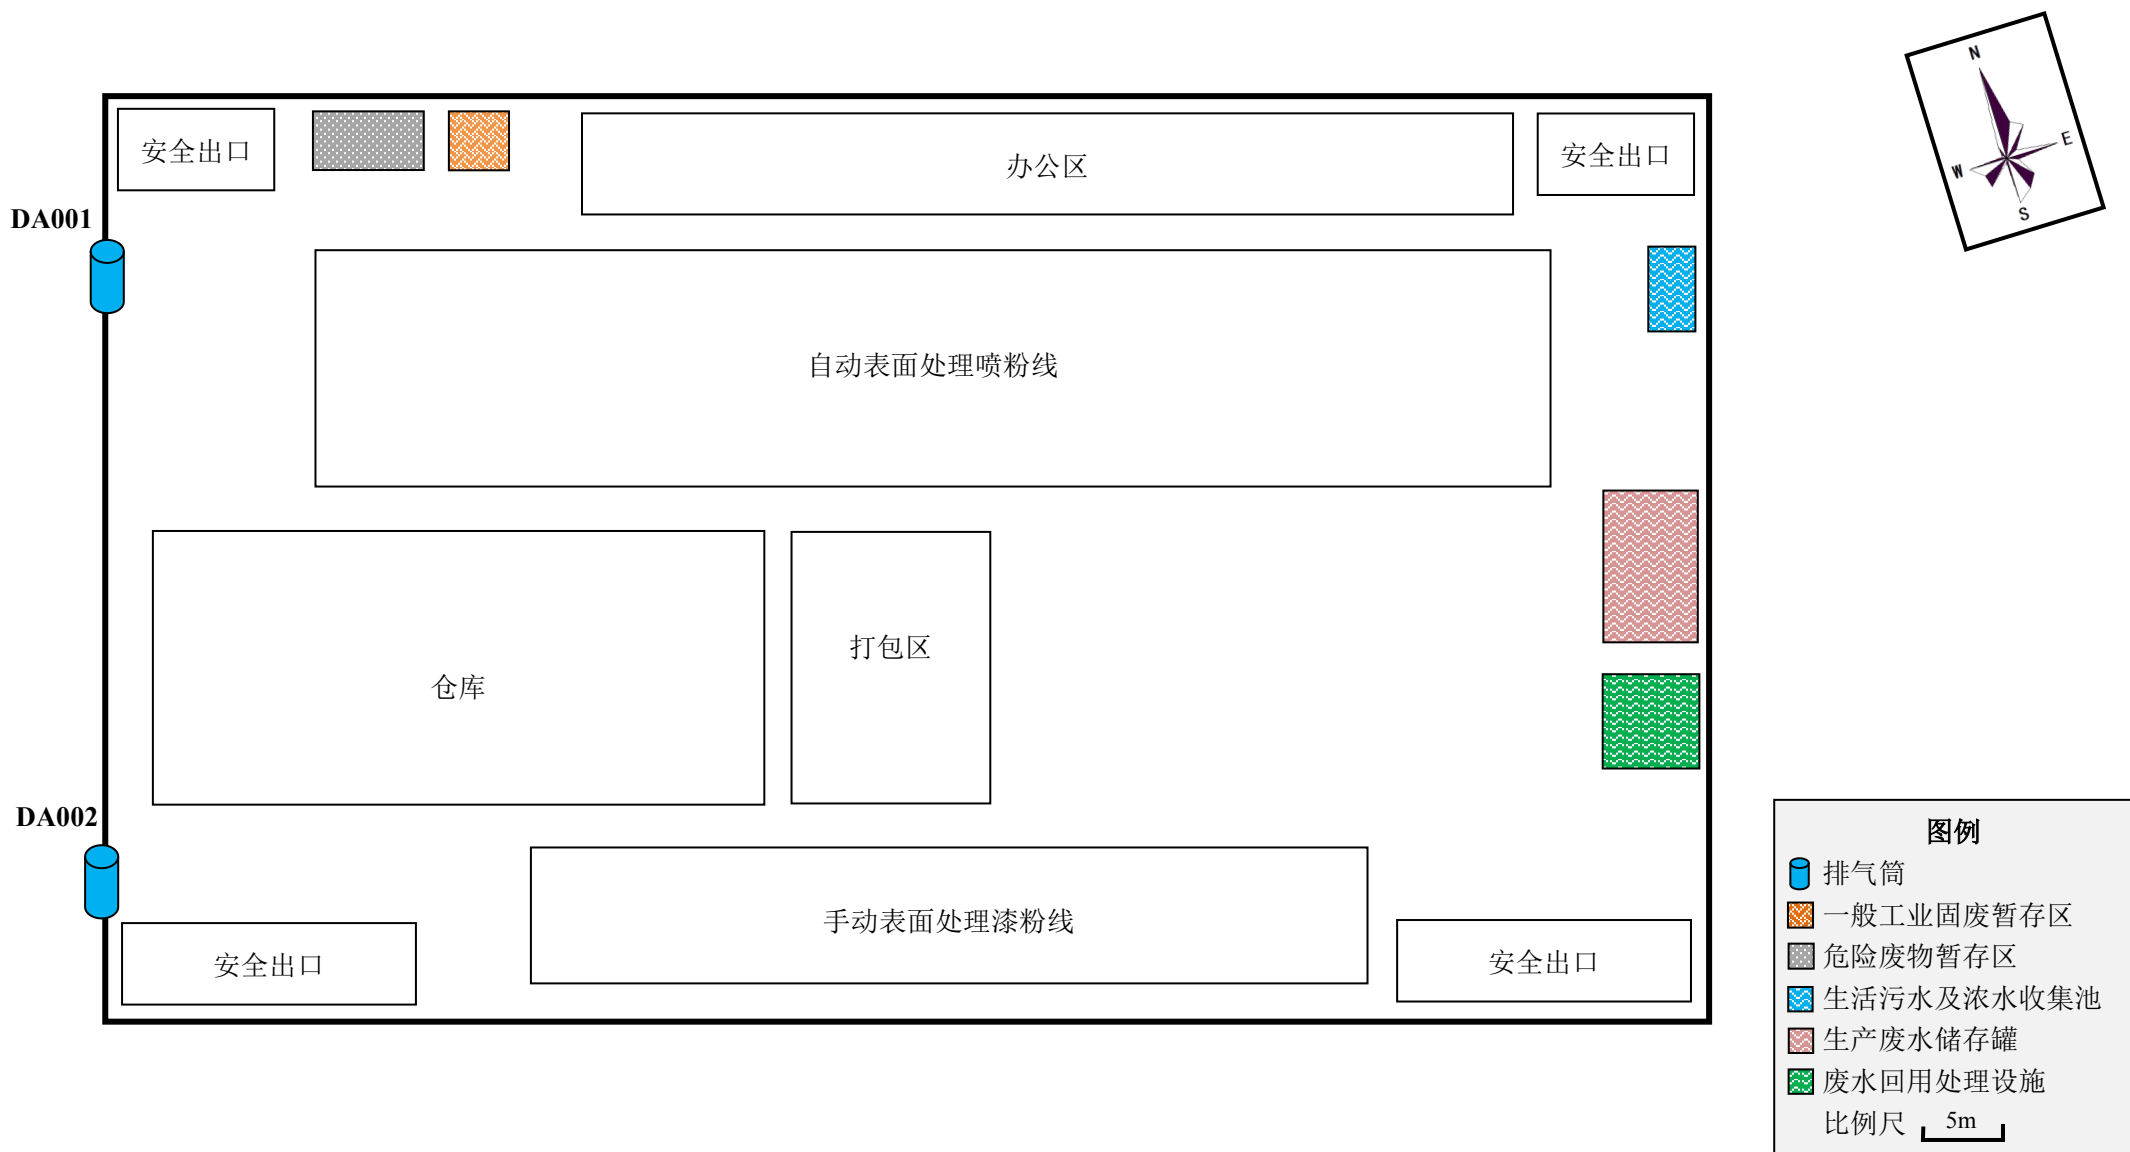 N
E
W
S
安全出口
办公区
安全出口
DA001
自动表面处理喷粉线
打包区
仓库
DA002
手动表面处理漆粉线
安全出口
安全出口
图例
排气筒
一般工业固废暂存区
危险废物暂存区
生活污水及浓水收集池
生产废水储存罐
废水回用处理设施
比例尺 5m